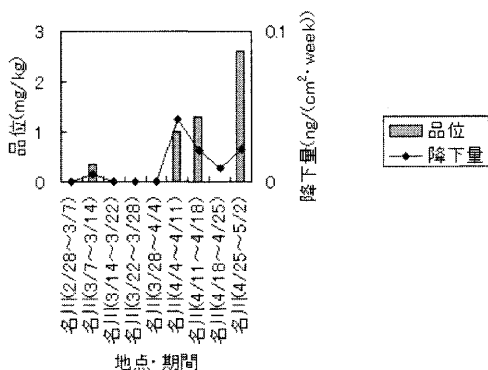 3
2
1
0
品位(mg/kg)
0.1
0
降下量(ng/(cm²·week))
品位
降下量
名川(2/28～3/7)
名川(3/7～3/14)
名川(3/14～3/22)
名川(3/22～3/28)
名川(3/28～4/4)
名川(4/4～4/11)
名川(4/11～4/18)
名川(4/18～4/25)
名川(4/25～5/2)
地点·期間